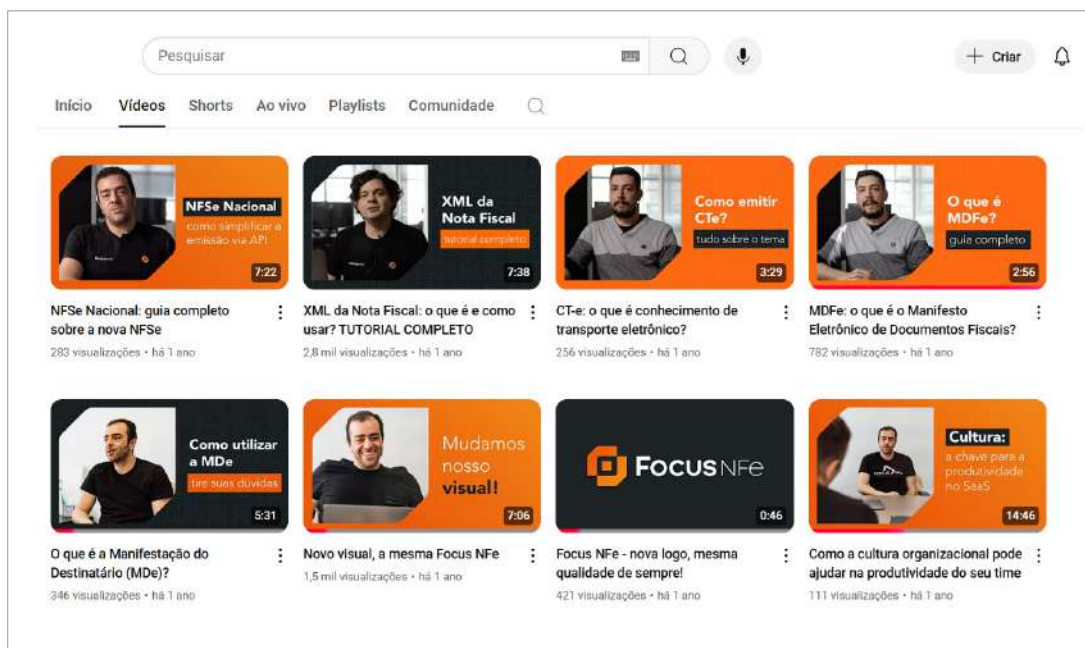 Pesquisar
Criar
Início Vídeos Shorts Ao vivo Playlists Comunidade
NFSe Nacional
como simplificar a
emissão via API
7:22
XML da
Nota Fiscal
tutorial completo
7:38
Como emitir
CTe?
tudo sobre o tema
3:29
O que é
MDFe?
guia completo
2:56
NFSe Nacional: guia completo
sobre a nova NFSe
283 visualizações • há 1 ano
XML da Nota Fiscal: o que é e como
usar? TUTORIAL COMPLETO
2,8 mil visualizações • há 1 ano
CT-e: o que é conhecimento de
transporte eletrônico?
256 visualizações • há 1 ano
MDFe: o que é o Manifesto
Eletrônico de Documentos Fiscais?
782 visualizações • há 1 ano
Como utilizar
a MDe
tire suas dúvidas
5:31
Mudamos
nosso
visual!
7:06
FOCUS NFe
0:46
Cultura:
a chave para a
produtividade
no SaaS
14:46
O que é a Manifestação do
Destinatário (MDe)?
346 visualizações • há 1 ano
Novo visual, a mesma Focus NFe
1,5 mil visualizações • há 1 ano
Focus NFe - nova logo, mesma
qualidade de sempre!
421 visualizações • há 1 ano
Como a cultura organizacional pode
ajudar na produtividade do seu time
111 visualizações • há 1 ano